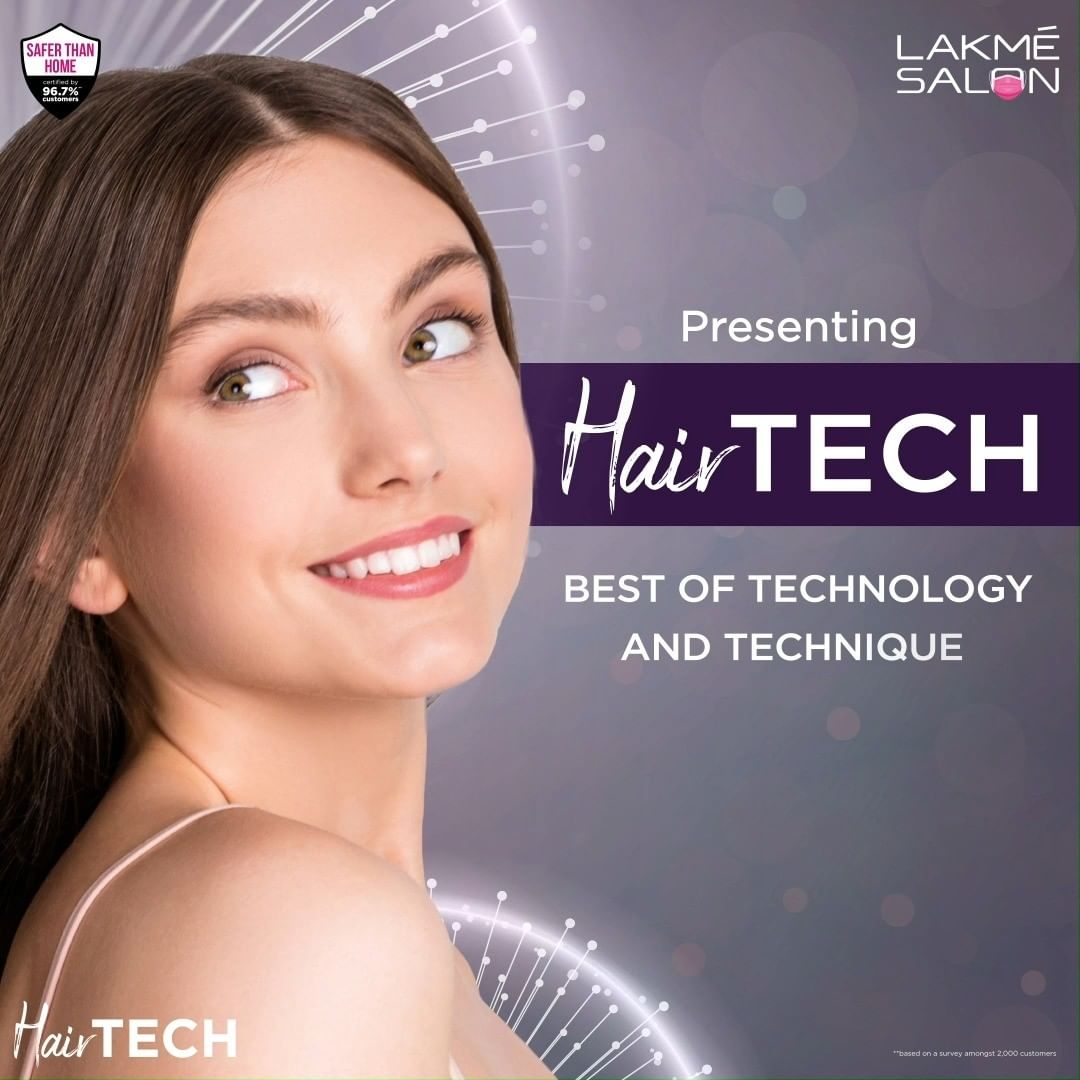 SAFER THAN
HOME
certified by
96.7%**
customers
LAKMÉ
SALON
Presenting
HairTECH
BEST OF TECHNOLOGY
AND TECHNIQUE
HairTECH
**based on a survey amongst 2,000 customers